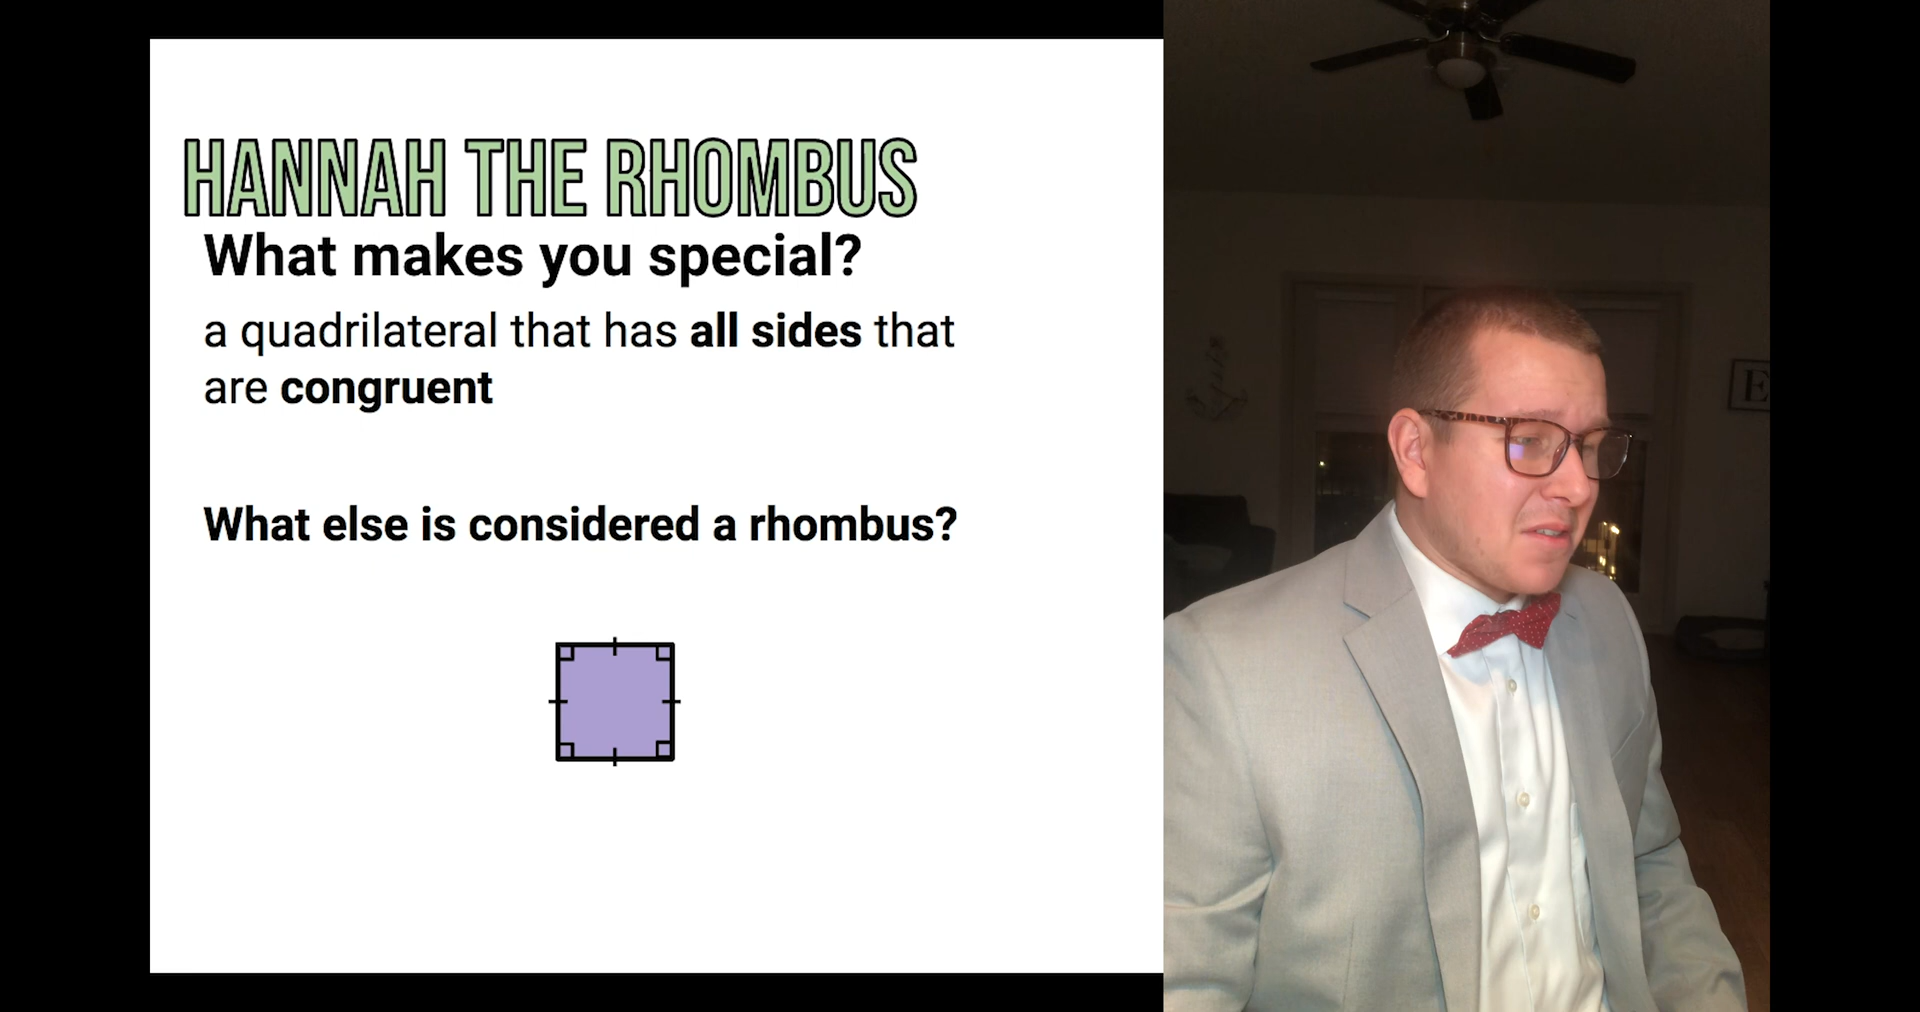 HANNAH THE RHOMBUS
What makes you special?
a quadrilateral that has all sides that
are congruent
What else is considered a rhombus?
E